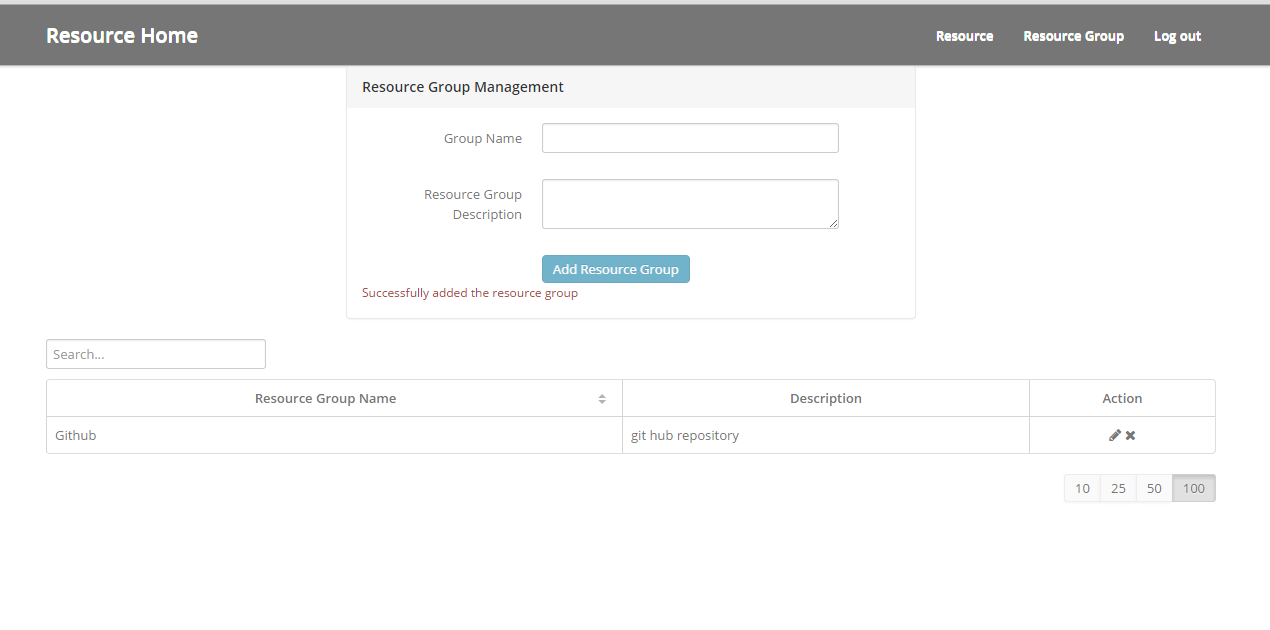 Resource Home
Resource
Resource Group
Log out
Resource Group Management
Group Name
Resource Group
Description
Add Resource Group
Successfully added the resource group
Search...
Resource Group Name
Description
Action
Github
git hub repository
10
25
50
100